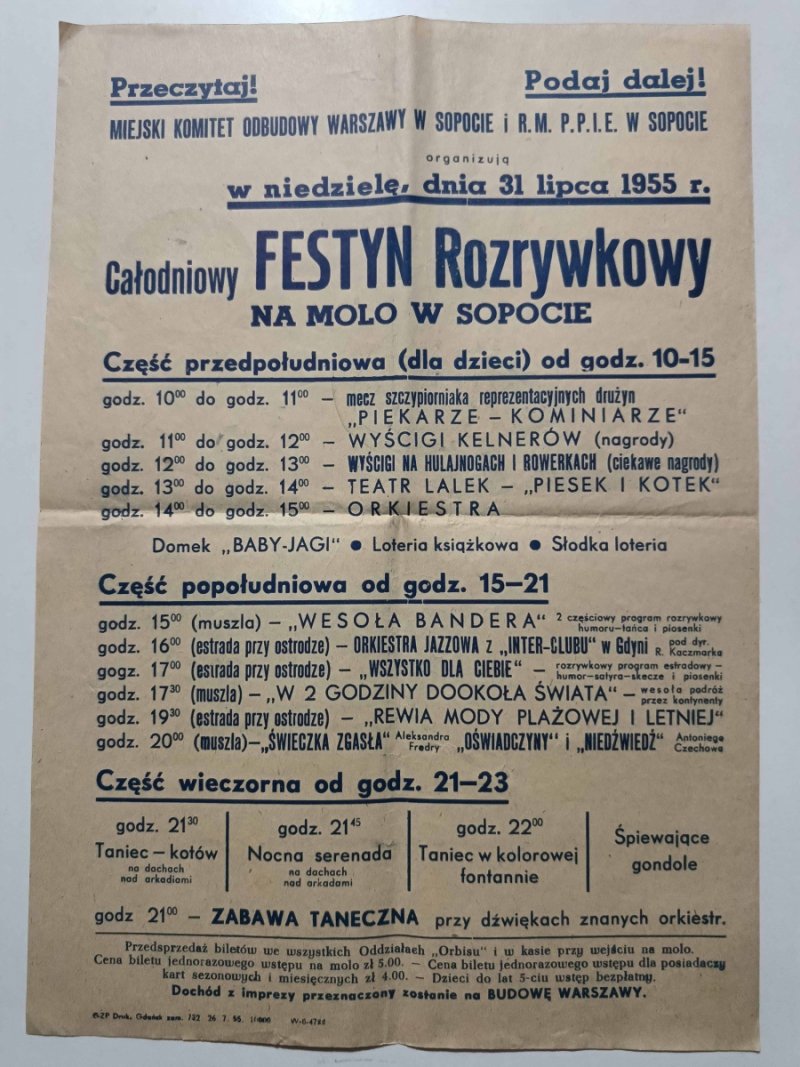 Przeczytaj! Podaj dalej!
MIEJSKI KOMITET ODBUDOWY WARSZAWY W SOPOCIE i R.M. P.P.I.E. W SOPOCIE
organizują
w niedzielę, dnia 31 lipca 1955 r.
Całodniowy FESTYN Rozrywkowy
NA MOLO W SOPOCIE
Część przedpołudniowa (dla dzieci) od godz. 10-15
godz. 10⁰⁰ do godz. 11⁰⁰ – mecz szczypiorniaka reprezentacyjnych drużyn
„PIEKARZE – KOMINIARZE"
godz. 11⁰⁰ do godz. 12⁰⁰ – WYŚCIGI KELNERÓW (nagrody)
godz. 12⁰⁰ do godz. 13⁰⁰ – WYŚCIGI NA HULAJNOGACH I ROWERKACH (ciekawe nagrody)
godz. 13⁰⁰ do godz. 14⁰⁰ – TEATR LALEK – „PIESEK I KOTEK"
godz. 14⁰⁰ do godz. 15⁰⁰ – ORKIESTRA
Domek „BABY-JAGI" ● Loteria książkowa ● Słodka loteria
Część popołudniowa od godz. 15–21
godz. 15⁰⁰ (muszla) – „WESOŁA BANDERA" 2 częściowy program rozrywkowy
humoru-tańca i piosenki
godz. 16⁰⁰ (estrada przy ostrodze) – ORKIESTRA JAZZOWA z „INTER-CLUBU" w Gdyni pod dyr.
R. Kaczmarka
gogz. 17⁰⁰ (estrada przy ostrodze) – „WSZYSTKO DLA CIEBIE" – rozrywkowy program estradowy –
humor-satyra-skecze i piosenki
godz. 17³⁰ (muszla) – „W 2 GODZINY DOOKOŁA ŚWIATA" – wesoła podróż
przez kontynenty
godz. 19³⁰ (estrada przy ostrodze) – „REWIA MODY PLAŻOWEJ I LETNIEJ"
godz. 20⁰⁰ (muszla) – „ŚWIECZKA ZGASŁA" Aleksandra Fredry „OŚWIADCZYNY" i „NIEDŹWIEDŹ" Antoniego Czechowa
Część wieczorna od godz. 21–23
godz. 21³⁰
Taniec – kotów
na dachach
nad arkadiami
godz. 21⁴⁵
Nocna serenada
na dachach
nad arkadami
godz. 22⁰⁰
Taniec w kolorowej
fontannie
Śpiewające
gondole
godz 21⁰⁰ – ZABAWA TANECZNA przy dźwiękach znanych orkiestr.
Przedsprzedaż biletów we wszystkich Oddziałach „Orbisu" i w kasie przy wejściu na molo.
Cena biletu jednorazowego wstępu na molo zł 5.00. – Cena biletu jednorazowego wstępu dla posiadaczy
kart sezonowych i miesięcznych zł 4.00. – Dzieci do lat 5-ciu wstęp bezpłatny.
Dochód z imprezy przeznaczony zostanie na BUDOWĘ WARSZAWY.
Druk. Gdańsk zam. 26. 7. 55.